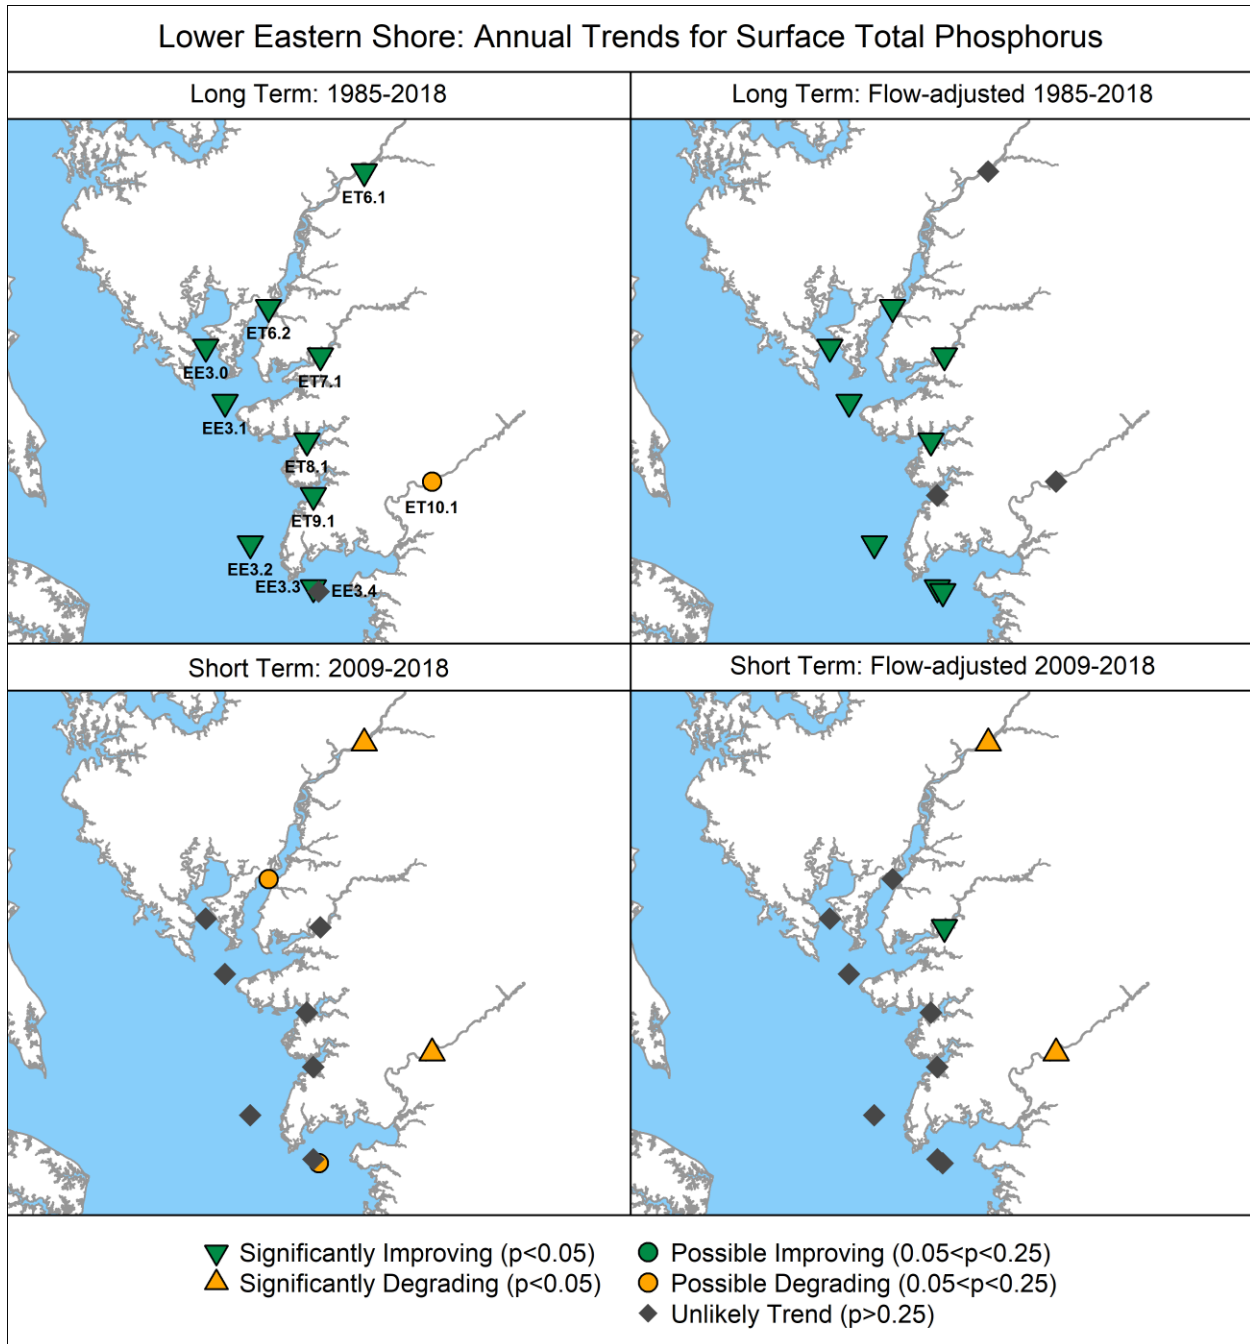 Lower Eastern Shore: Annual Trends for Surface Total Phosphorus
Long Term: 1985-2018
Long Term: Flow-adjusted 1985-2018
ET6.1
ET6.2
EE3.0
ET7.1
EE3.1
ET8.1
ET10.1
ET9.1
EE3.2
EE3.3
EE3.4
Short Term: 2009-2018
Short Term: Flow-adjusted 2009-2018
Significantly Improving (p<0.05)
Significantly Degrading (p<0.05)
Possible Improving (0.05<p<0.25)
Possible Degrading (0.05<p<0.25)
Unlikely Trend (p>0.25)